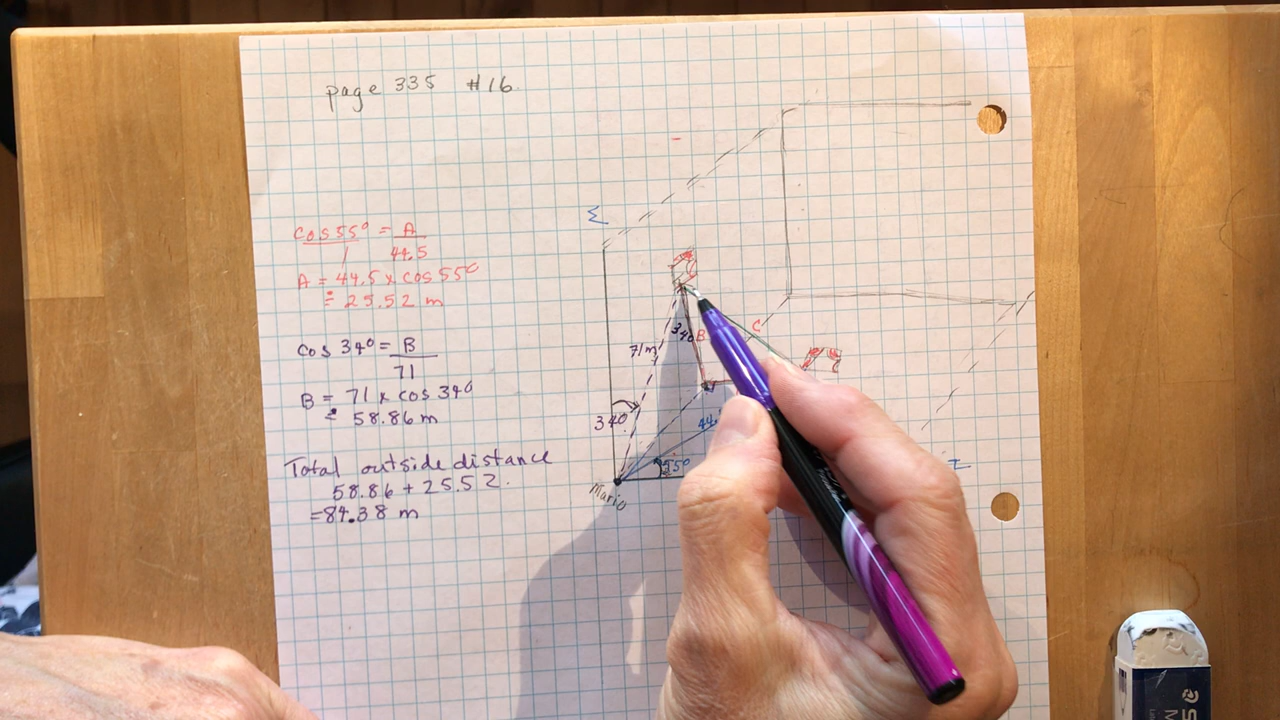 page 335 #16
Σ
cos 55° = A
1 44.5
A = 44.5 x cos 55°
≐ 25.52 m
cos 34° = B
71
B = 71 x cos 34°
≐ 58.86 m
Total outside distance
58.86 + 25.52.
= 84.38 m
C
34°
B
71m
34°
44
55°
Mario